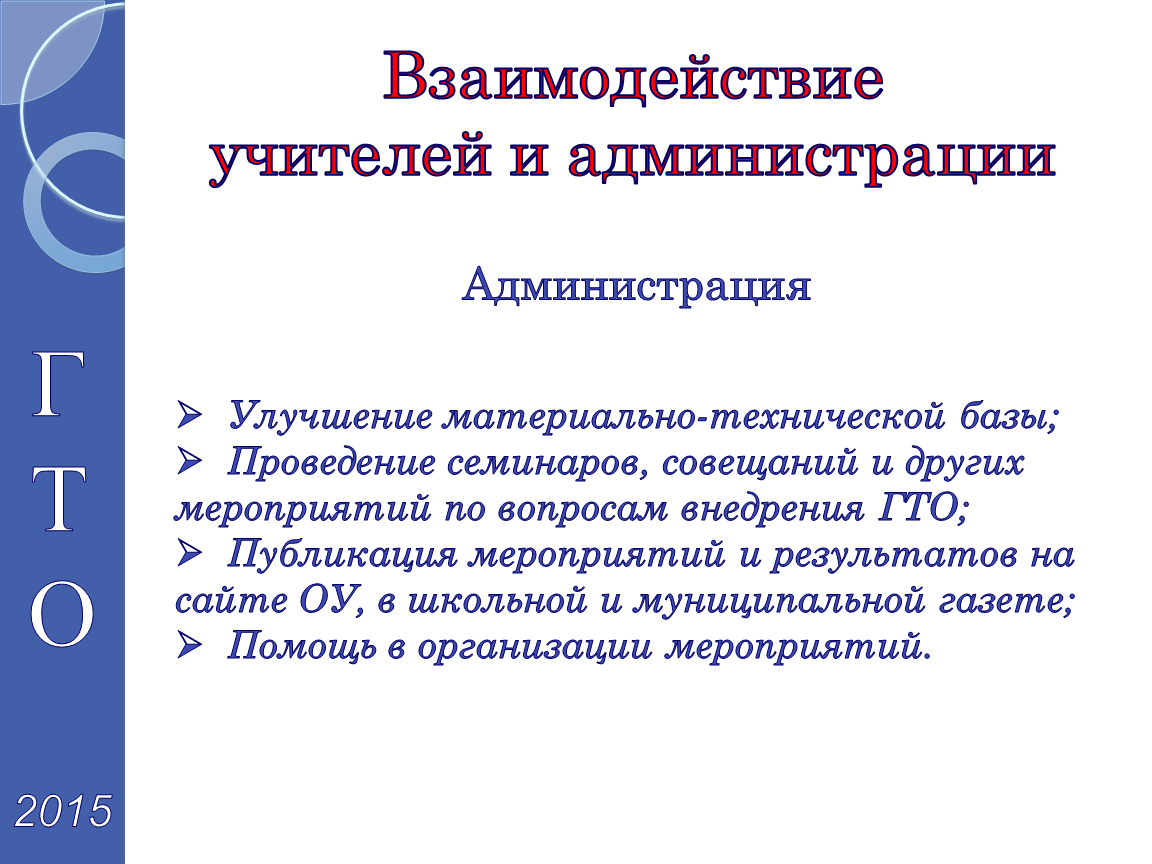 Взаимодействие
учителей и администрации
Администрация
➢ Улучшение материально-технической базы;
➢ Проведение семинаров, совещаний и других
мероприятий по вопросам внедрения ГТО;
➢ Публикация мероприятий и результатов на
сайте ОУ, в школьной и муниципальной газете;
➢ Помощь в организации мероприятий.
Г
Т
О
2015